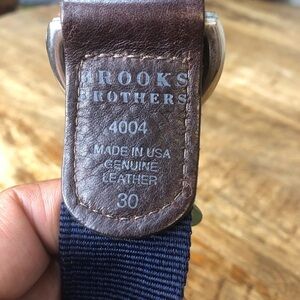 BROOKS
BROTHERS
4004
MADE IN USA
GENUINE
LEATHER
30